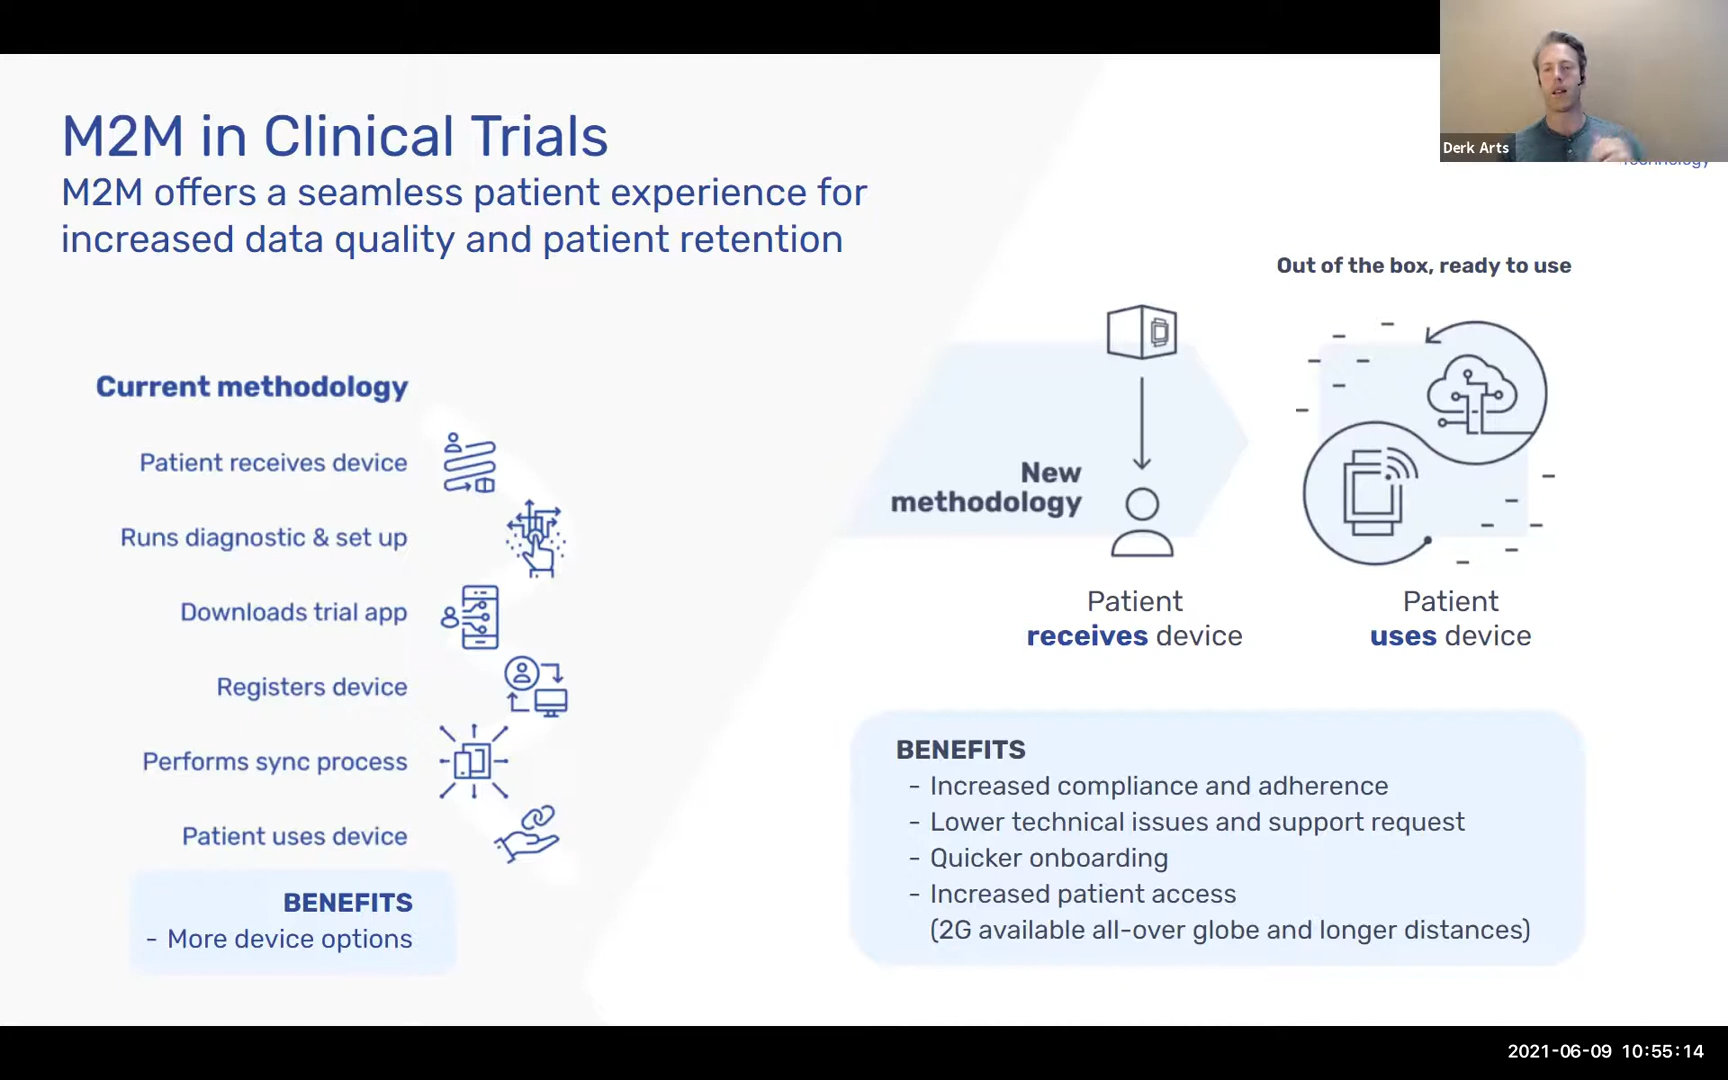 Derk Arts
Technology
M2M in Clinical Trials
M2M offers a seamless patient experience for
increased data quality and patient retention
Current methodology
Patient receives device
Runs diagnostic & set up
Downloads trial app
Registers device
Performs sync process
Patient uses device
BENEFITS
- More device options
Out of the box, ready to use
New
methodology
Patient
receives device
Patient
uses device
BENEFITS
- Increased compliance and adherence
- Lower technical issues and support request
- Quicker onboarding
- Increased patient access
(2G available all-over globe and longer distances)
2021-06-09 10:55:14